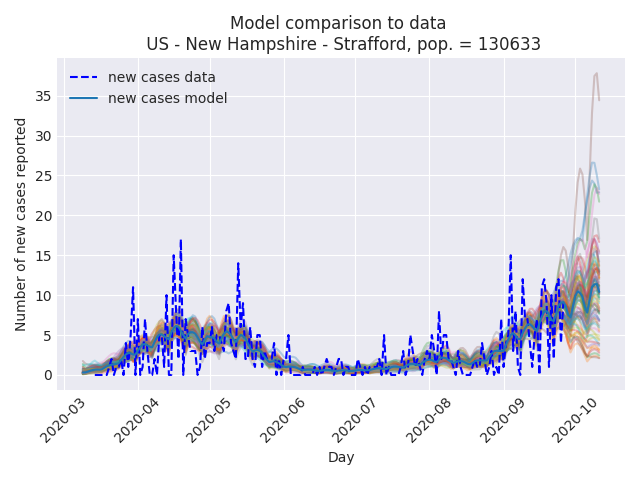 Model comparison to data
US - New Hampshire - Strafford, pop. = 130633
new cases data
new cases model
Number of new cases reported
35
30
25
20
15
10
5
0
2020-03
2020-04
2020-05
2020-06
2020-07
2020-08
2020-09
2020-10
Day